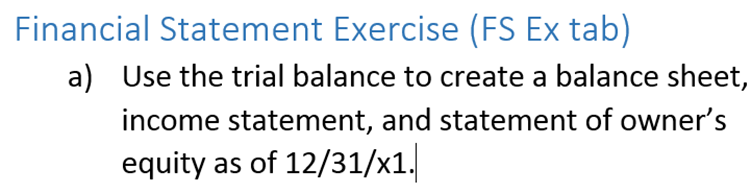 Financial Statement Exercise (FS Ex tab)
a) Use the trial balance to create a balance sheet,
income statement, and statement of owner’s
equity as of 12/31/x1.